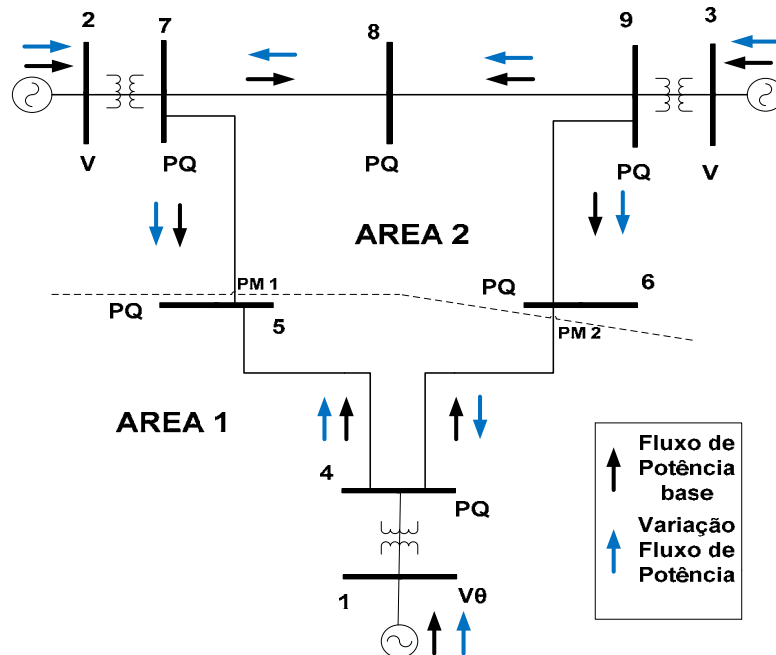 2
7
8
9
3
V
PQ
PQ
PQ
V
AREA 2
PM 1
PQ
5
PQ
6
PM 2
AREA 1
4
PQ
1
Vθ
Fluxo de
Potência
base
Variação
Fluxo de
Potência